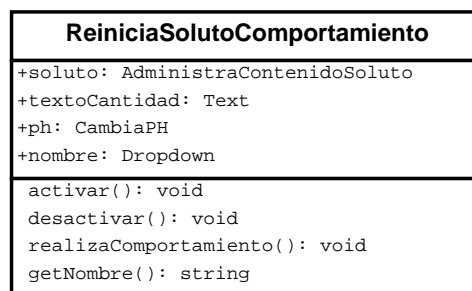 ReiniciaSolutoComportamiento
+soluto: AdministraContenidoSoluto
+textoCantidad: Text
+ph: CambiaPH
+nombre: Dropdown
activar(): void
desactivar(): void
realizaComportamiento(): void
getNombre(): string